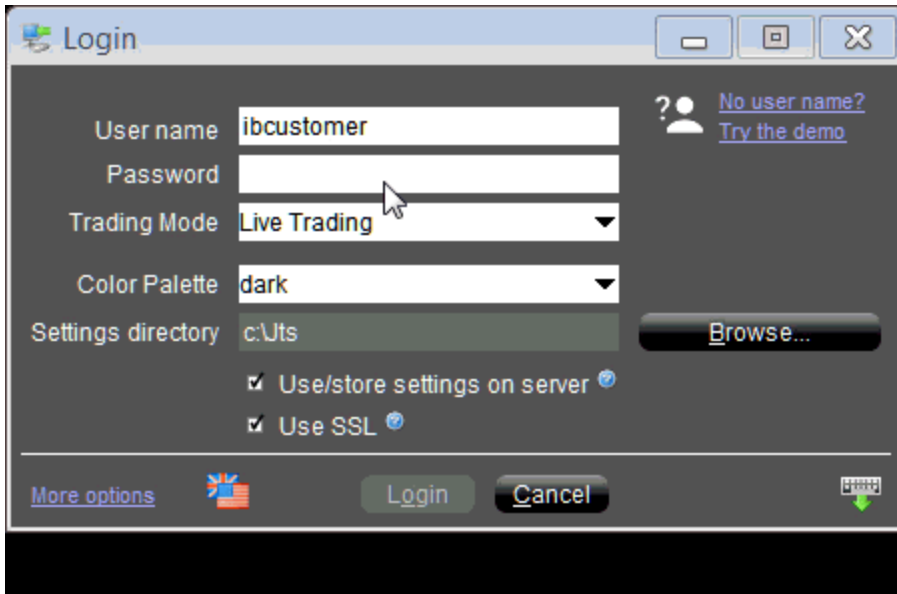 Login
No user name?
Try the demo
User name ibcustomer
Password
Trading Mode Live Trading
Color Palette dark
Settings directory c:\Jts Browse...
Use/store settings on server ?
Use SSL ?
More options Login Cancel